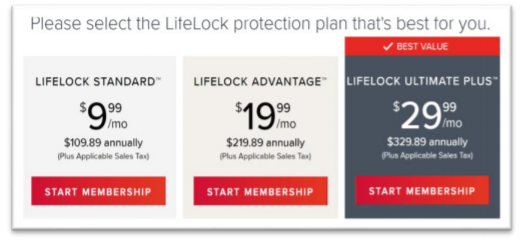 Please select the LifeLock protection plan that's best for you.
✓ BEST VALUE
LIFELOCK STANDARD™
$9.99/mo
$109.89 annually
(Plus Applicable Sales Tax)
START MEMBERSHIP
LIFELOCK ADVANTAGE™
$19.99/mo
$219.89 annually
(Plus Applicable Sales Tax)
START MEMBERSHIP
LIFELOCK ULTIMATE PLUS™
$29.99/mo
$329.89 annually
(Plus Applicable Sales Tax)
START MEMBERSHIP